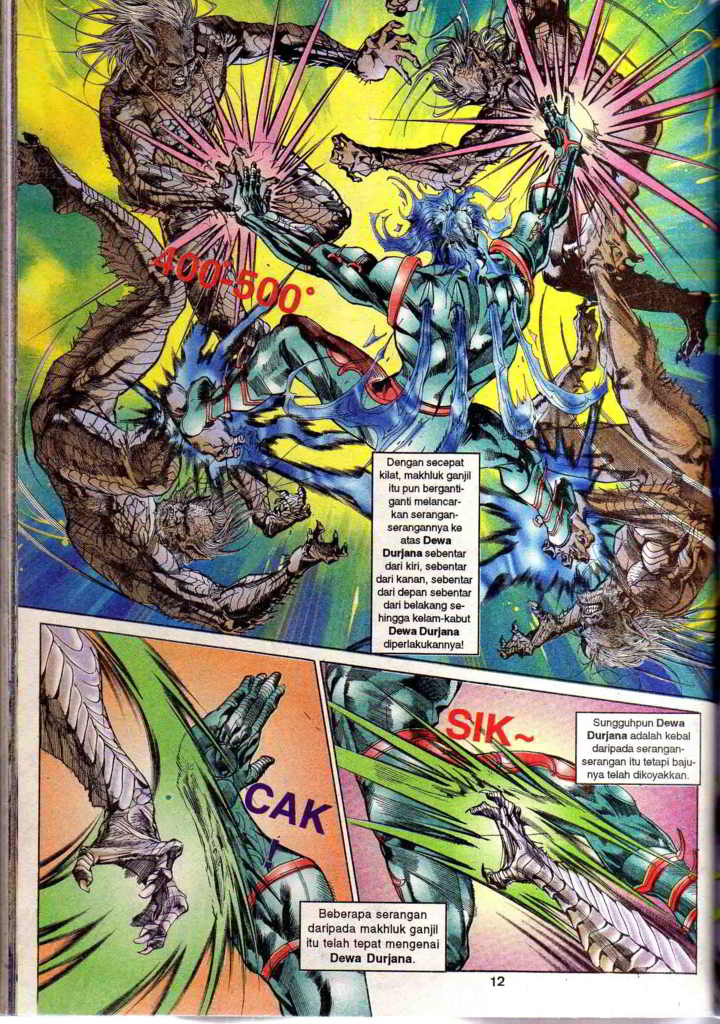 400°-500°
Dengan secepat
kilat, makhluk ganjil
itu pun berganti-
ganti melancar-
kan serangan-
serangannya ke
atas Dewa
Durjana sebentar
dari kiri, sebentar
dari kanan, sebentar
dari depan sebentar
dari belakang se-
hingga kelam-kabut
Dewa Durjana
diperlakukannya!
CAK
!
Beberapa serangan
daripada makhluk ganjil
itu telah tepat mengenai
Dewa Durjana.
SIK~
Sungguhpun Dewa
Durjana adalah kebal
daripada serangan-
serangan itu tetapi baju-
nya telah dikoyakkan.
12